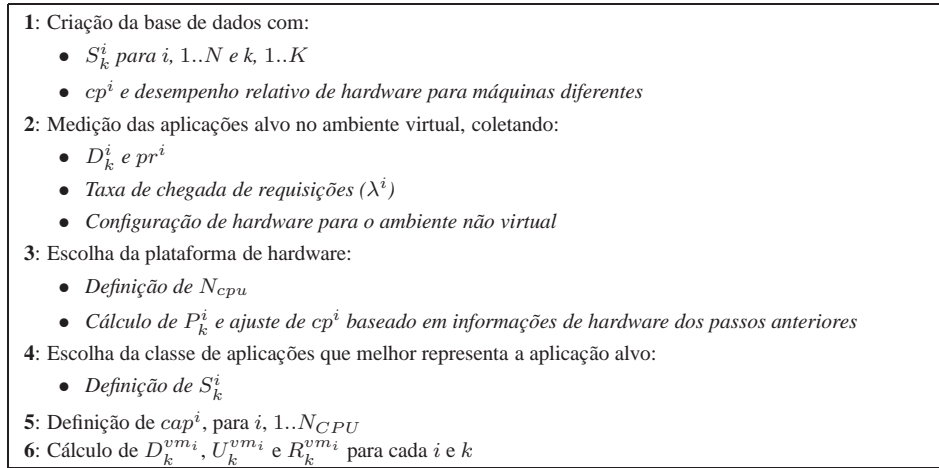 1: Criação da base de dados com:
• $S_k^i$ para i, 1..N e k, 1..K
• $cp^i$ e desempenho relativo de hardware para máquinas diferentes
2: Medição das aplicações alvo no ambiente virtual, coletando:
• $D_k^i$ e $pr^i$
• Taxa de chegada de requisições ($\lambda^i$)
• Configuração de hardware para o ambiente não virtual
3: Escolha da plataforma de hardware:
• Definição de $N_{cpu}$
• Cálculo de $P_k^i$ e ajuste de $cp^i$ baseado em informações de hardware dos passos anteriores
4: Escolha da classe de aplicações que melhor representa a aplicação alvo:
• Definição de $S_k^i$
5: Definição de $cap^i$, para $i$, 1..$N_{CPU}$
6: Cálculo de $D_k^{vm_i}$, $U_k^{vm_i}$ e $R_k^{vm_i}$ para cada $i$ e $k$